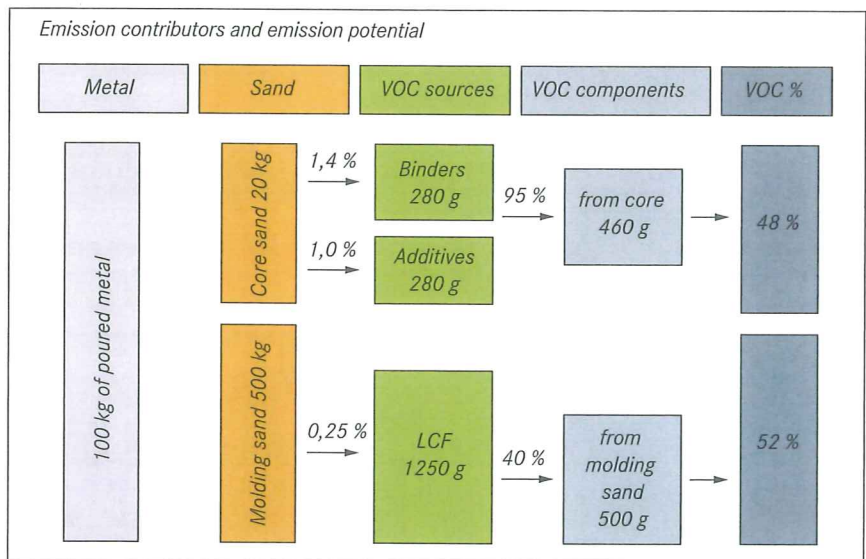 Emission contributors and emission potential
Metal
Sand
VOC sources
VOC components
VOC %
100 kg of poured metal
Core sand 20 kg
1,4 %
Binders
280 g
95 %
from core
460 g
48 %
1,0 %
Additives
280 g
Molding sand 500 kg
0,25 %
LCF
1250 g
40 %
from
molding
sand
500 g
52 %